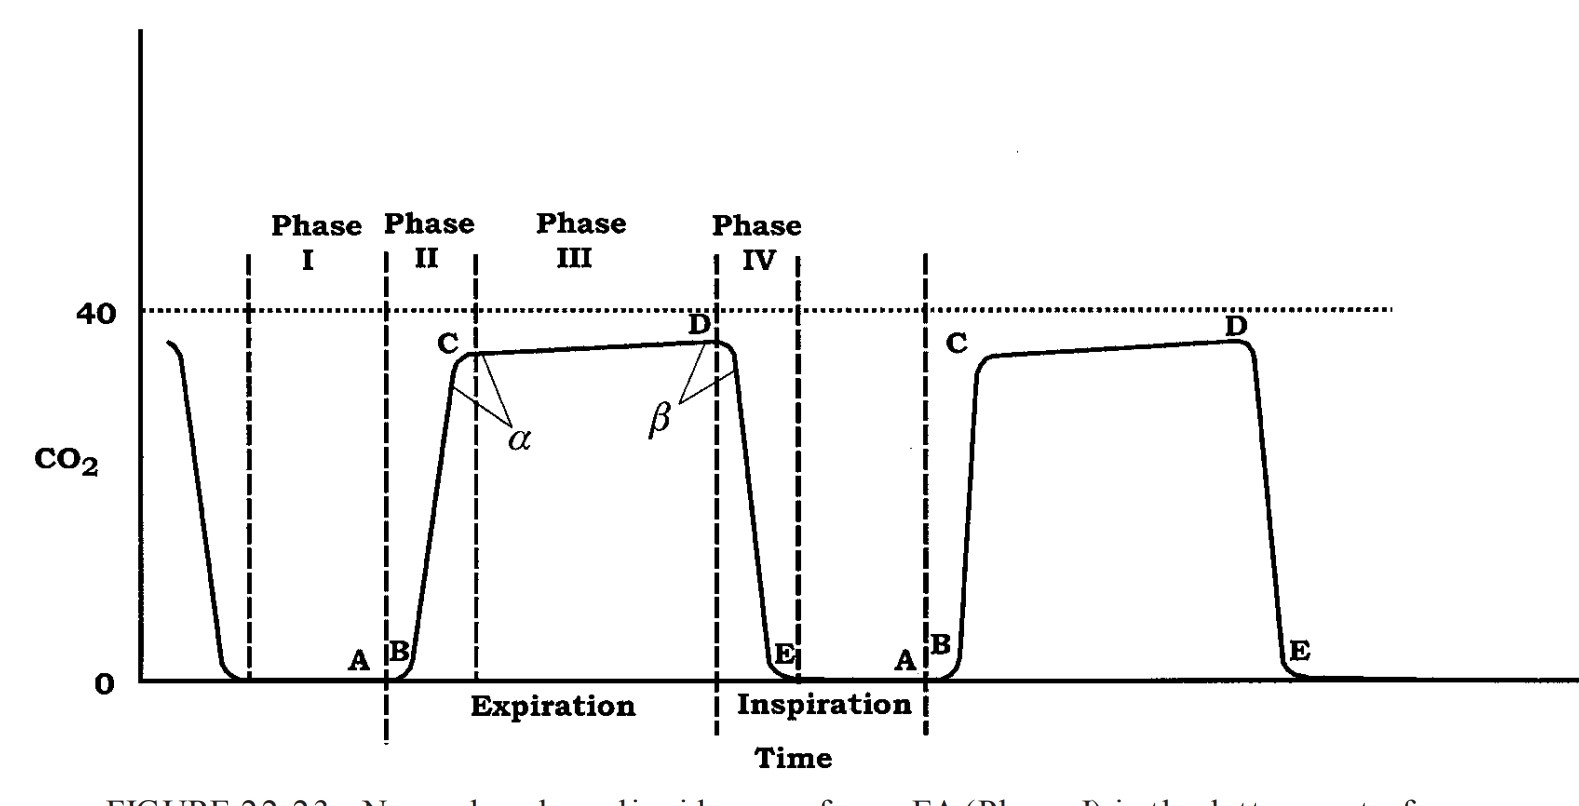 Phase Phase Phase Phase
I II III IV
40
C D C D
α β
CO₂
A B E A B E
0
Expiration Inspiration
Time